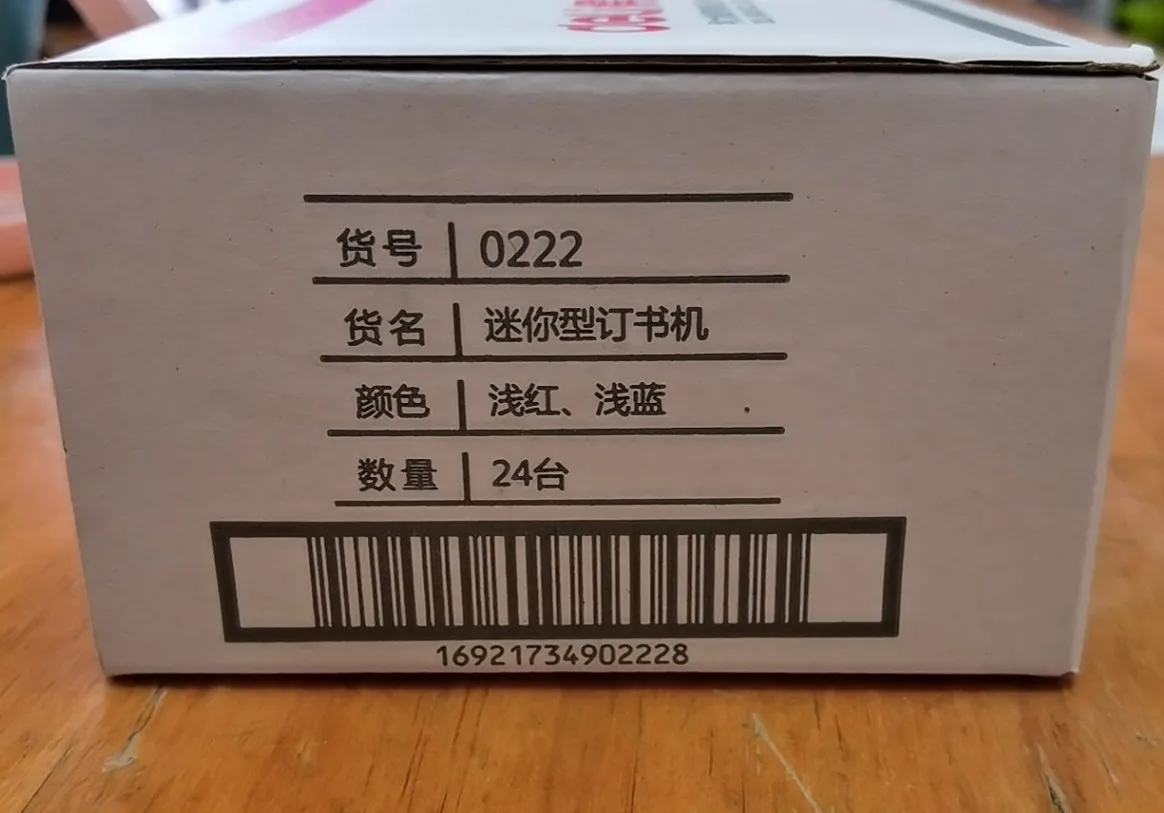 货号 0222
货名 迷你型订书机
颜色 浅红、浅蓝
数量 24台
16921734902228